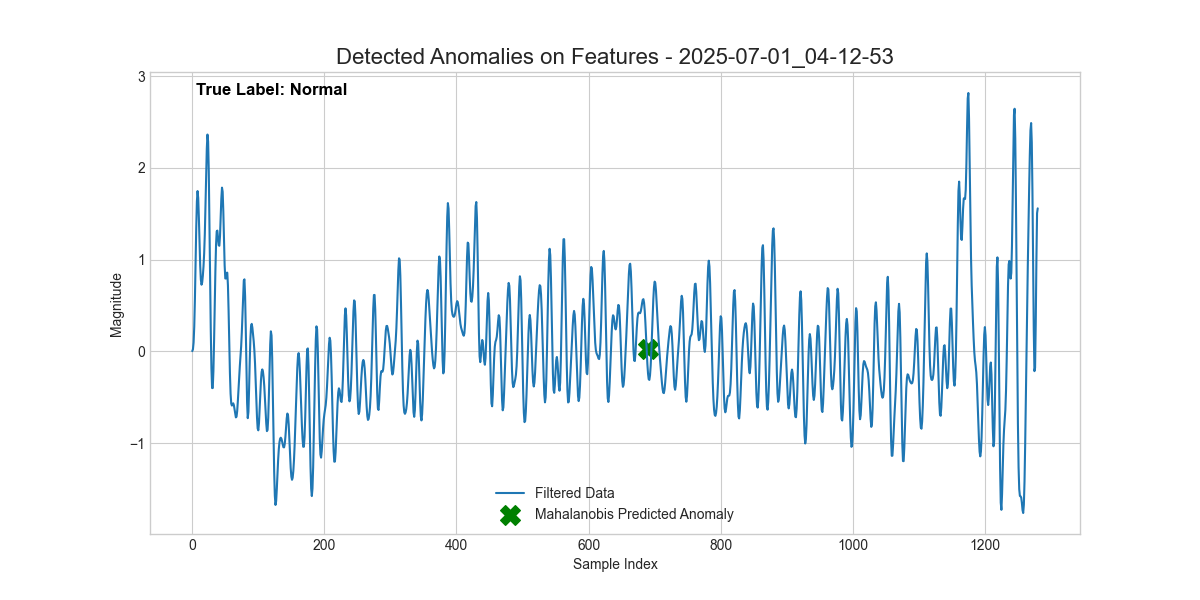 Detected Anomalies on Features - 2025-07-01_04-12-53
True Label: Normal
3
2
1
0
−1
Magnitude
Filtered Data
Mahalanobis Predicted Anomaly
0 200 400 600 800 1000 1200
Sample Index